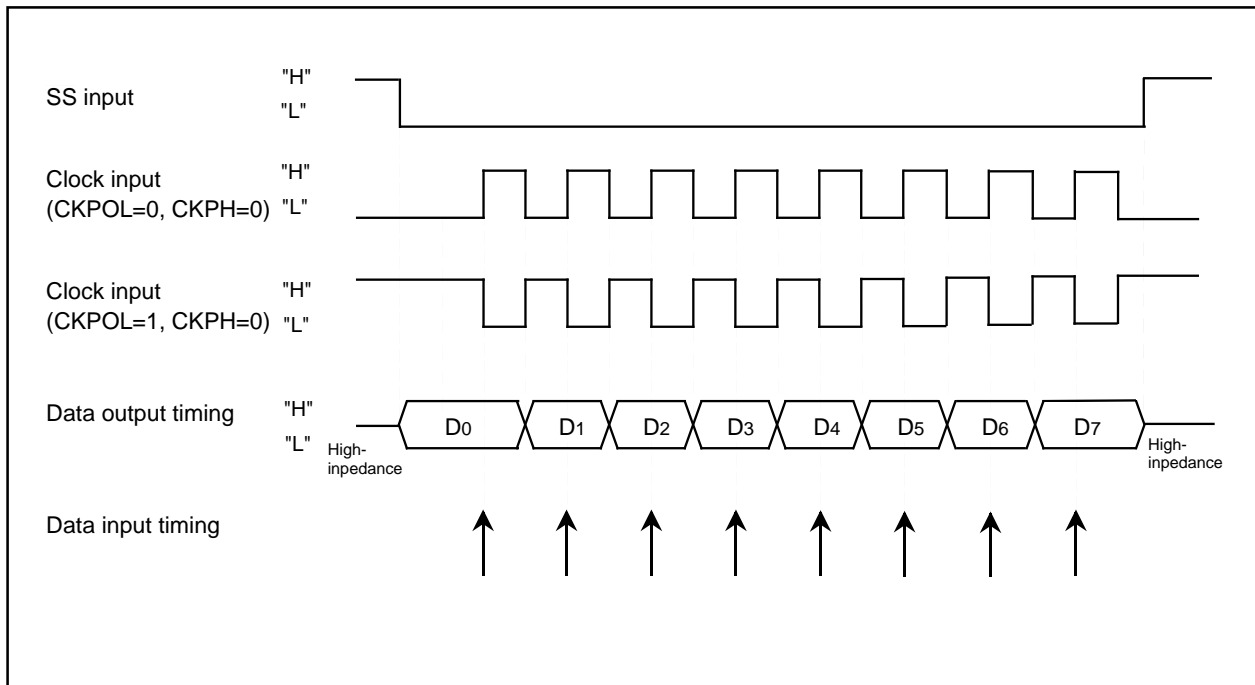 SS input
"H"
"L"
Clock input
(CKPOL=0, CKPH=0)
"H"
"L"
Clock input
(CKPOL=1, CKPH=0)
"H"
"L"
Data output timing
"H"
"L"
High-
inpedance
D0
D1
D2
D3
D4
D5
D6
D7
High-
inpedance
Data input timing